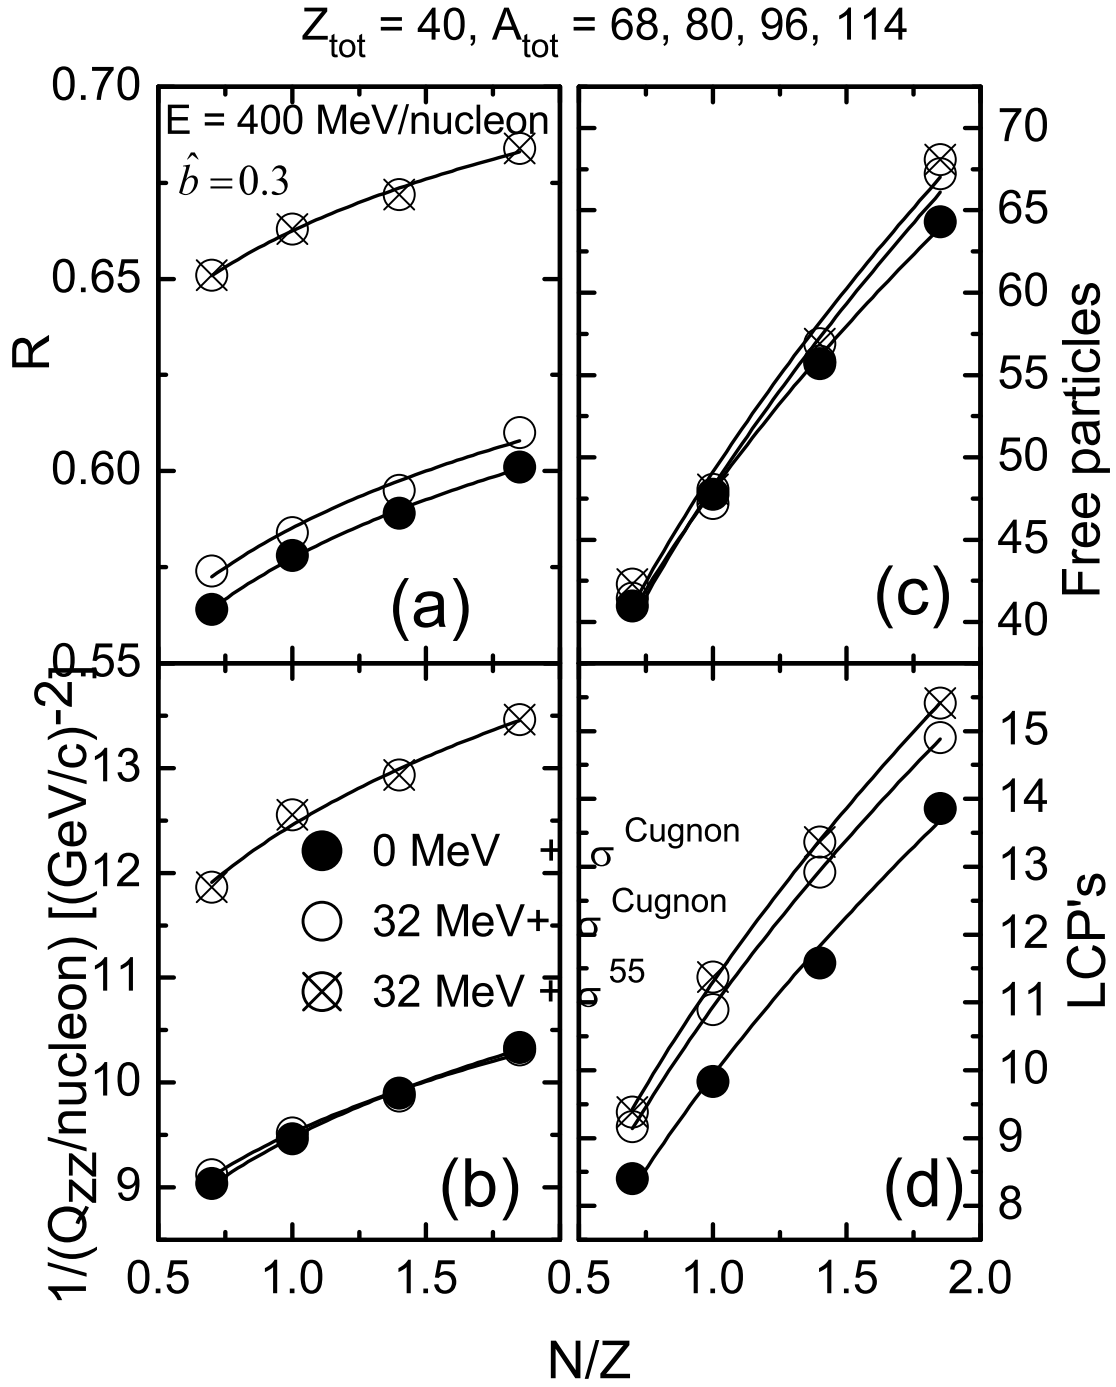 Z_tot = 40, A_tot = 68, 80, 96, 114
E = 400 MeV/nucleon
b̂ = 0.3
0.70
0.65
0.60
0.55
R
(a)
70
65
60
55
50
45
40
Free particles
(c)
13
12
11
10
9
1/(Q_ZZ/nucleon) [(GeV/c)^-2]
0 MeV + σ^Cugnon
32 MeV+ σ^Cugnon
32 MeV + σ^55
(b)
15
14
13
12
11
10
9
8
LCP's
(d)
0.5 1.0 1.5 0.5 1.0 1.5 2.0
N/Z